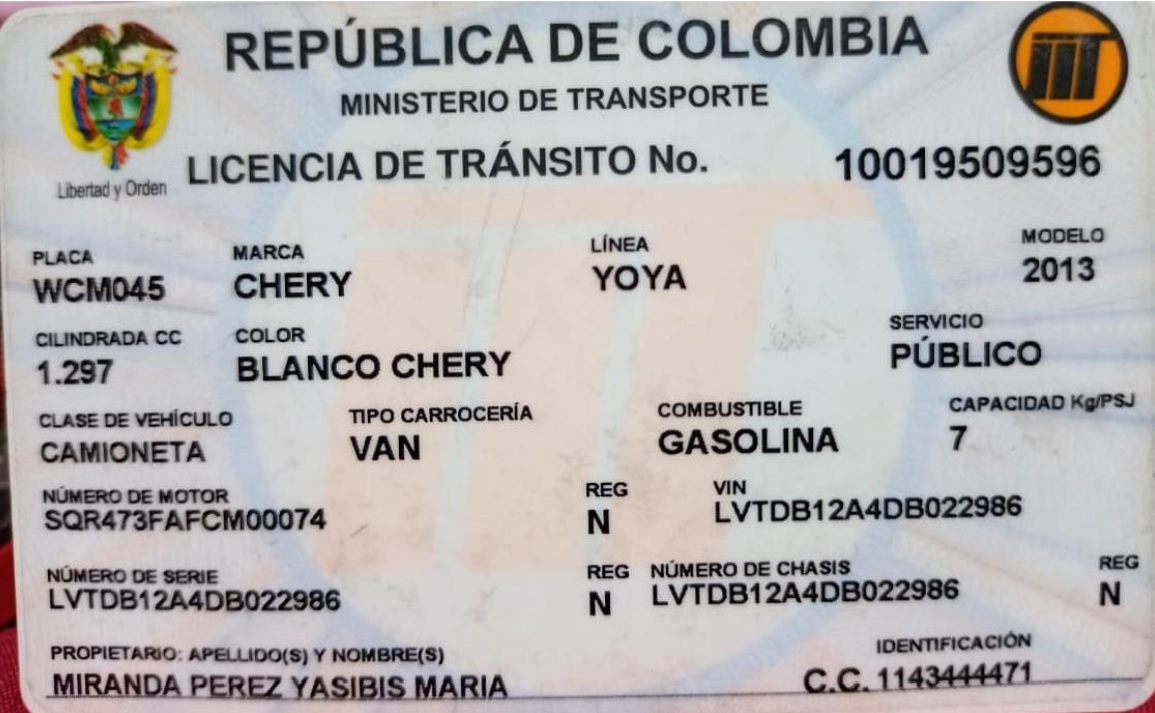 REPÚBLICA DE COLOMBIA
MINISTERIO DE TRANSPORTE
Libertad y Orden
LICENCIA DE TRÁNSITO No. 10019509596
PLACA MARCA LÍNEA MODELO
WCM045 CHERY YOYA 2013
CILINDRADA CC COLOR SERVICIO
1.297 BLANCO CHERY PÚBLICO
CLASE DE VEHÍCULO TIPO CARROCERÍA COMBUSTIBLE CAPACIDAD Kg/PSJ
CAMIONETA VAN GASOLINA 7
NÚMERO DE MOTOR REG VIN
SQR473FAFCM00074 N LVTDB12A4DB022986
NÚMERO DE SERIE REG NÚMERO DE CHASIS REG
LVTDB12A4DB022986 N LVTDB12A4DB022986 N
PROPIETARIO: APELLIDO(S) Y NOMBRE(S) IDENTIFICACIÓN
MIRANDA PEREZ YASIBIS MARIA C.C. 1143444471